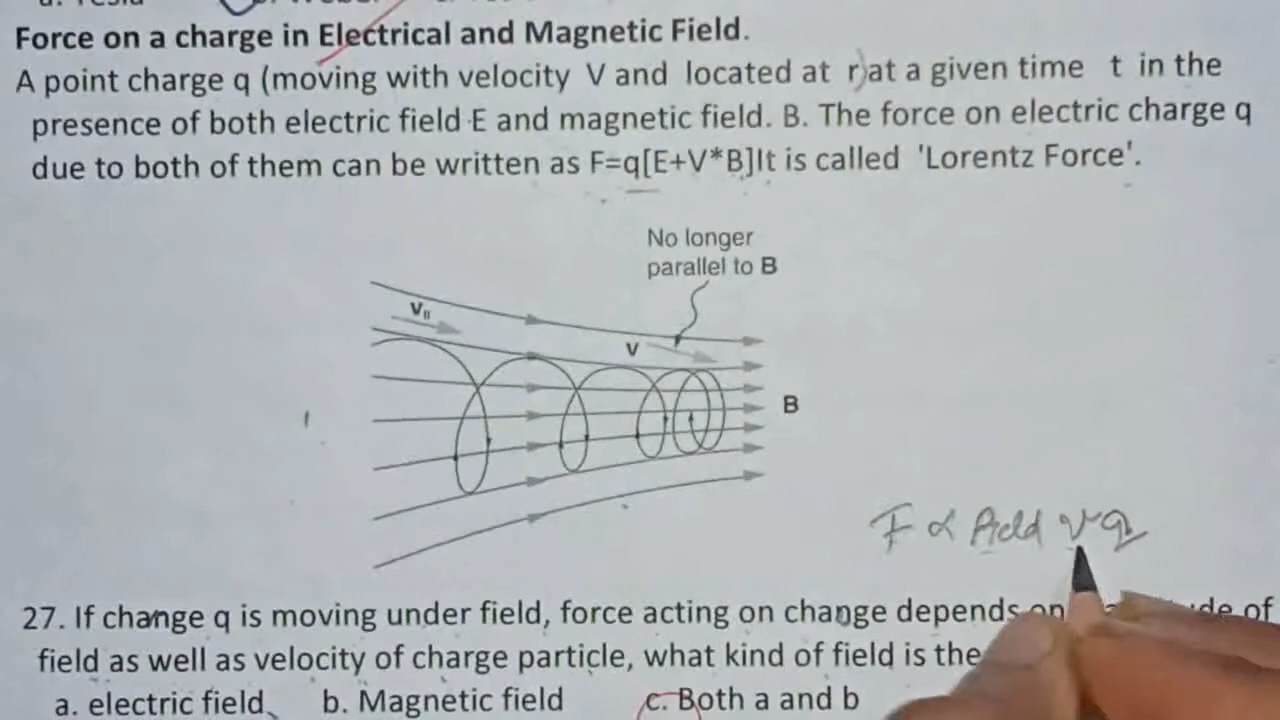 Force on a charge in Electrical and Magnetic Field.
A point charge q (moving with velocity V and located at r)at a given time t in the
presence of both electric field E and magnetic field. B. The force on electric charge q
due to both of them can be written as F=q[E+V*B]It is called 'Lorentz Force'.
No longer
parallel to B
V
B
F ∝ field v q
27. If change q is moving under field, force acting on change depends on of
field as well as velocity of charge particle, what kind of field is the
a. electric field b. Magnetic field c. Both a and b